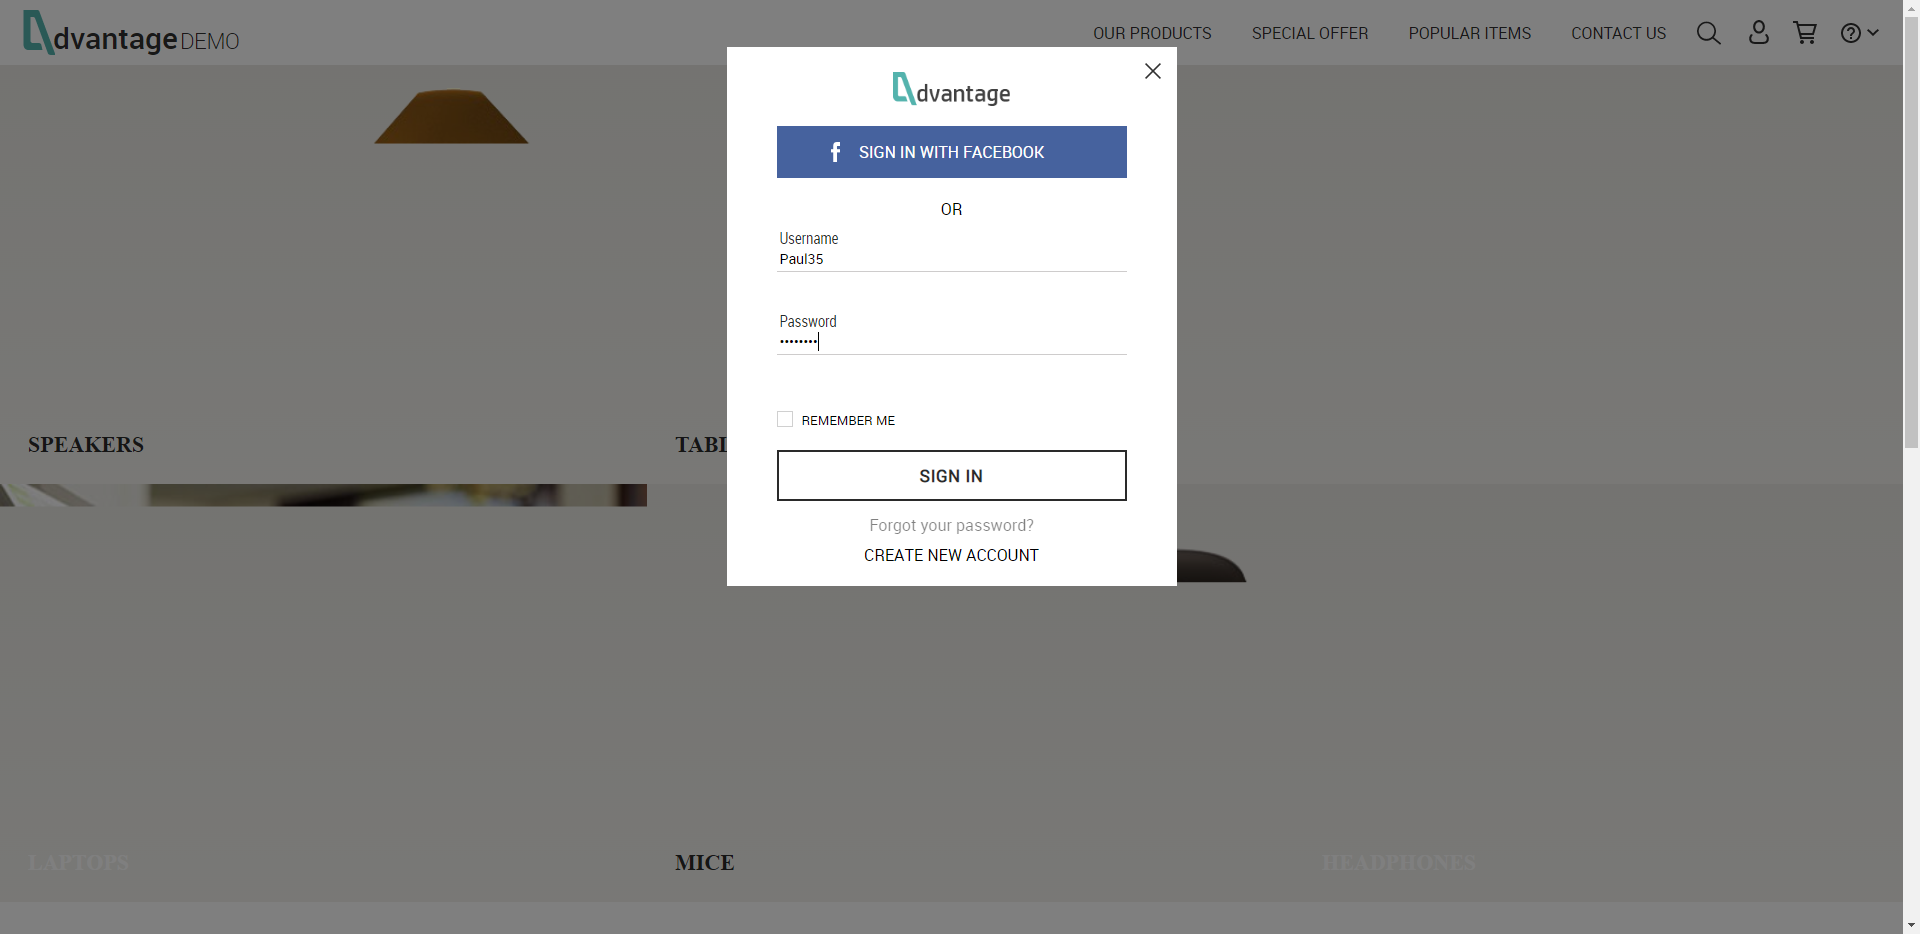 dvantage DEMO
OUR PRODUCTS
SPECIAL OFFER
POPULAR ITEMS
CONTACT US
dvantage
SIGN IN WITH FACEBOOK
OR
Username
Paul35
Password
••••••••
REMEMBER ME
SIGN IN
Forgot your password?
CREATE NEW ACCOUNT
SPEAKERS
TABL
LAPTOPS
MICE
HEADPHONES